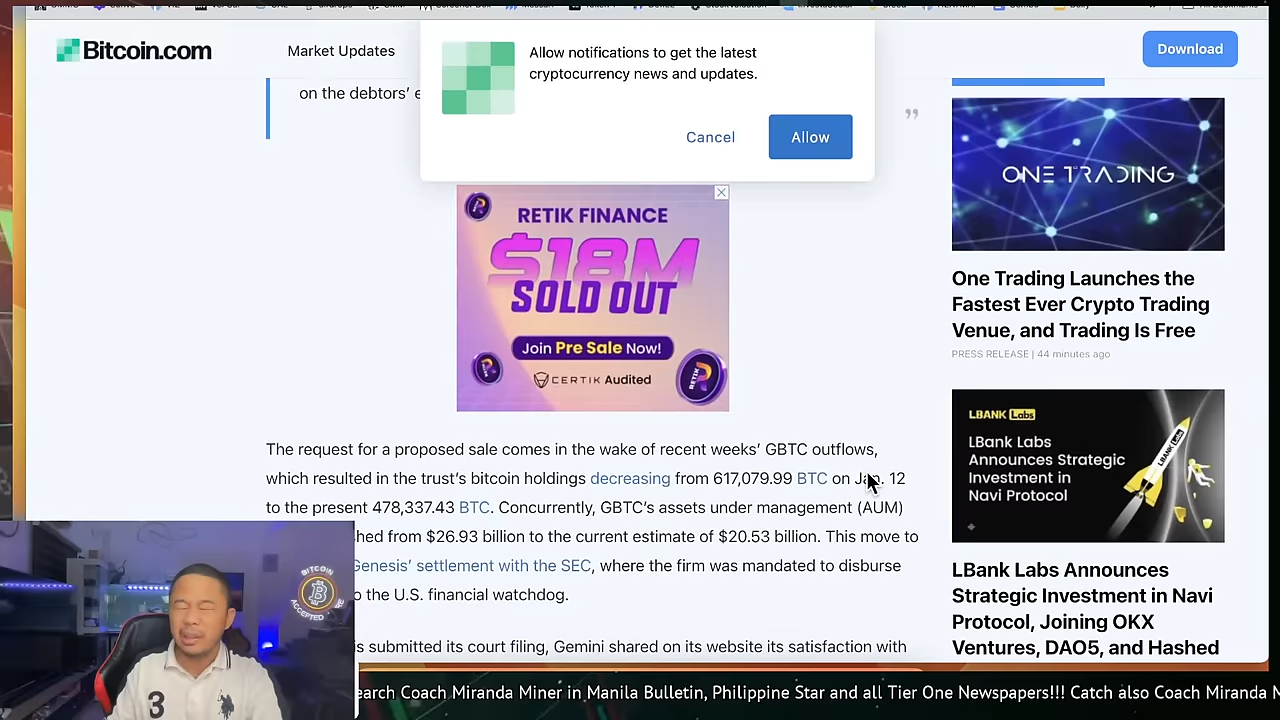 Bitcoin.com
Market Updates
Allow notifications to get the latest
cryptocurrency news and updates.
Cancel
Allow
Download
on the debtors’
”
RETIK FINANCE
$18M
SOLD OUT
Join Pre Sale Now!
CERTIK Audited
RETIK
ONE TRADING
One Trading Launches the
Fastest Ever Crypto Trading
Venue, and Trading Is Free
PRESS RELEASE | 44 minutes ago
LBANK Labs
LBank Labs
Announces Strategic
Investment in
Navi Protocol
LBANK Labs
LBank Labs Announces
Strategic Investment in Navi
Protocol, Joining OKX
Ventures, DAO5, and Hashed
The request for a proposed sale comes in the wake of recent weeks’ GBTC outflows,
which resulted in the trust’s bitcoin holdings decreasing from 617,079.99 BTC on Jan. 12
to the present 478,337.43 BTC. Concurrently, GBTC’s assets under management (AUM)
from $26.93 billion to the current estimate of $20.53 billion. This move to
Genesis’ settlement with the SEC, where the firm was mandated to disburse
the U.S. financial watchdog.
submitted its court filing, Gemini shared on its website its satisfaction with
BITCOIN
B
ACCEPTED HERE
3
Coach Miranda Miner in Manila Bulletin, Philippine Star and all Tier One Newspapers!!! Catch also Coach Miranda